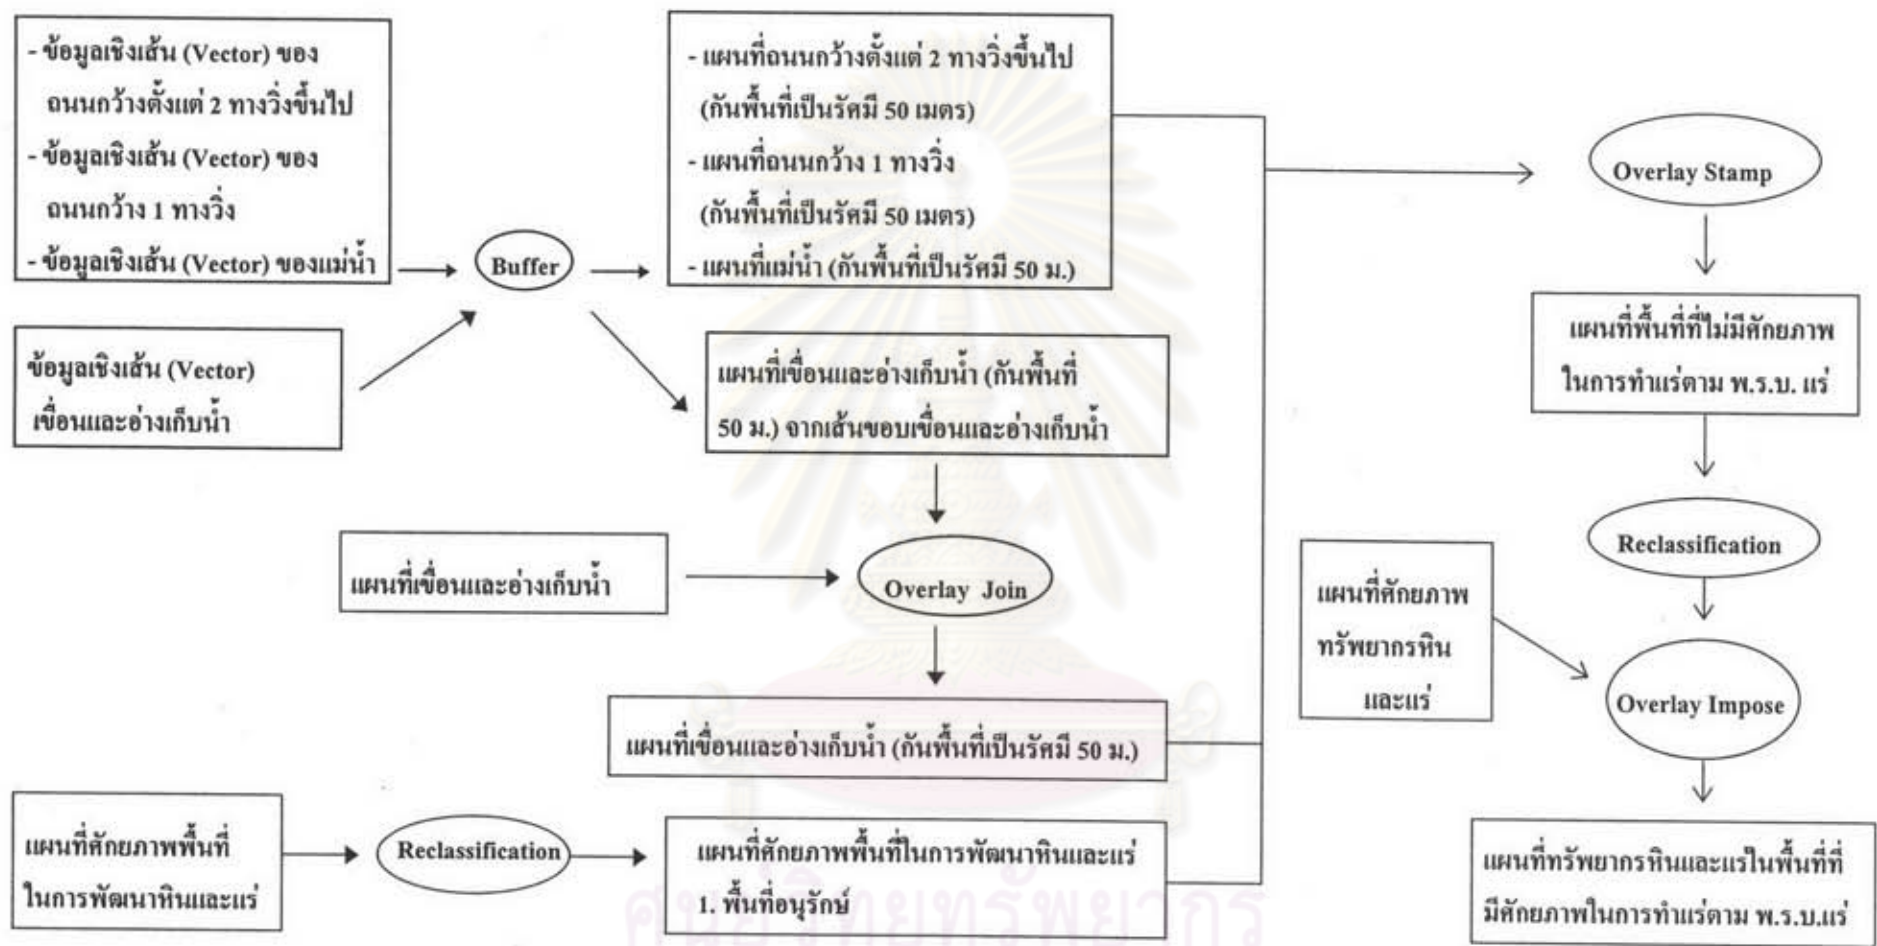 - ข้อมูลเชิงเส้น (Vector) ของ
ถนนกว้างตั้งแต่ 2 ทางวิ่งขึ้นไป
- ข้อมูลเชิงเส้น (Vector) ของ
ถนนกว้าง 1 ทางวิ่ง
- ข้อมูลเชิงเส้น (Vector) ของแม่น้ำ
ข้อมูลเชิงเส้น (Vector)
เขื่อนและอ่างเก็บน้ำ
Buffer
- แผนที่ถนนกว้างตั้งแต่ 2 ทางวิ่งขึ้นไป
(กันพื้นที่เป็นรัศมี 50 เมตร)
- แผนที่ถนนกว้าง 1 ทางวิ่ง
(กันพื้นที่เป็นรัศมี 50 เมตร)
- แผนที่แม่น้ำ (กันพื้นที่เป็นรัศมี 50 ม.)
แผนที่เขื่อนและอ่างเก็บน้ำ (กันพื้นที่
50 ม.) จากเส้นขอบเขื่อนและอ่างเก็บน้ำ
แผนที่เขื่อนและอ่างเก็บน้ำ
Overlay Join
แผนที่เขื่อนและอ่างเก็บน้ำ (กันพื้นที่เป็นรัศมี 50 ม.)
แผนที่ศักยภาพพื้นที่
ในการพัฒนาหินและแร่
Reclassification
แผนที่ศักยภาพพื้นที่ในการพัฒนาหินและแร่
1. พื้นที่อนุรักษ์
Overlay Stamp
แผนที่พื้นที่ที่ไม่มีศักยภาพ
ในการทำแร่ตาม พ.ร.บ. แร่
Reclassification
แผนที่ศักยภาพ
ทรัพยากรหิน
และแร่
Overlay Impose
แผนที่ทรัพยากรหินและแร่ในพื้นที่ที่
มีศักยภาพในการทำแร่ตาม พ.ร.บ.แร่
ศูนย์วิทยทรัพยากร